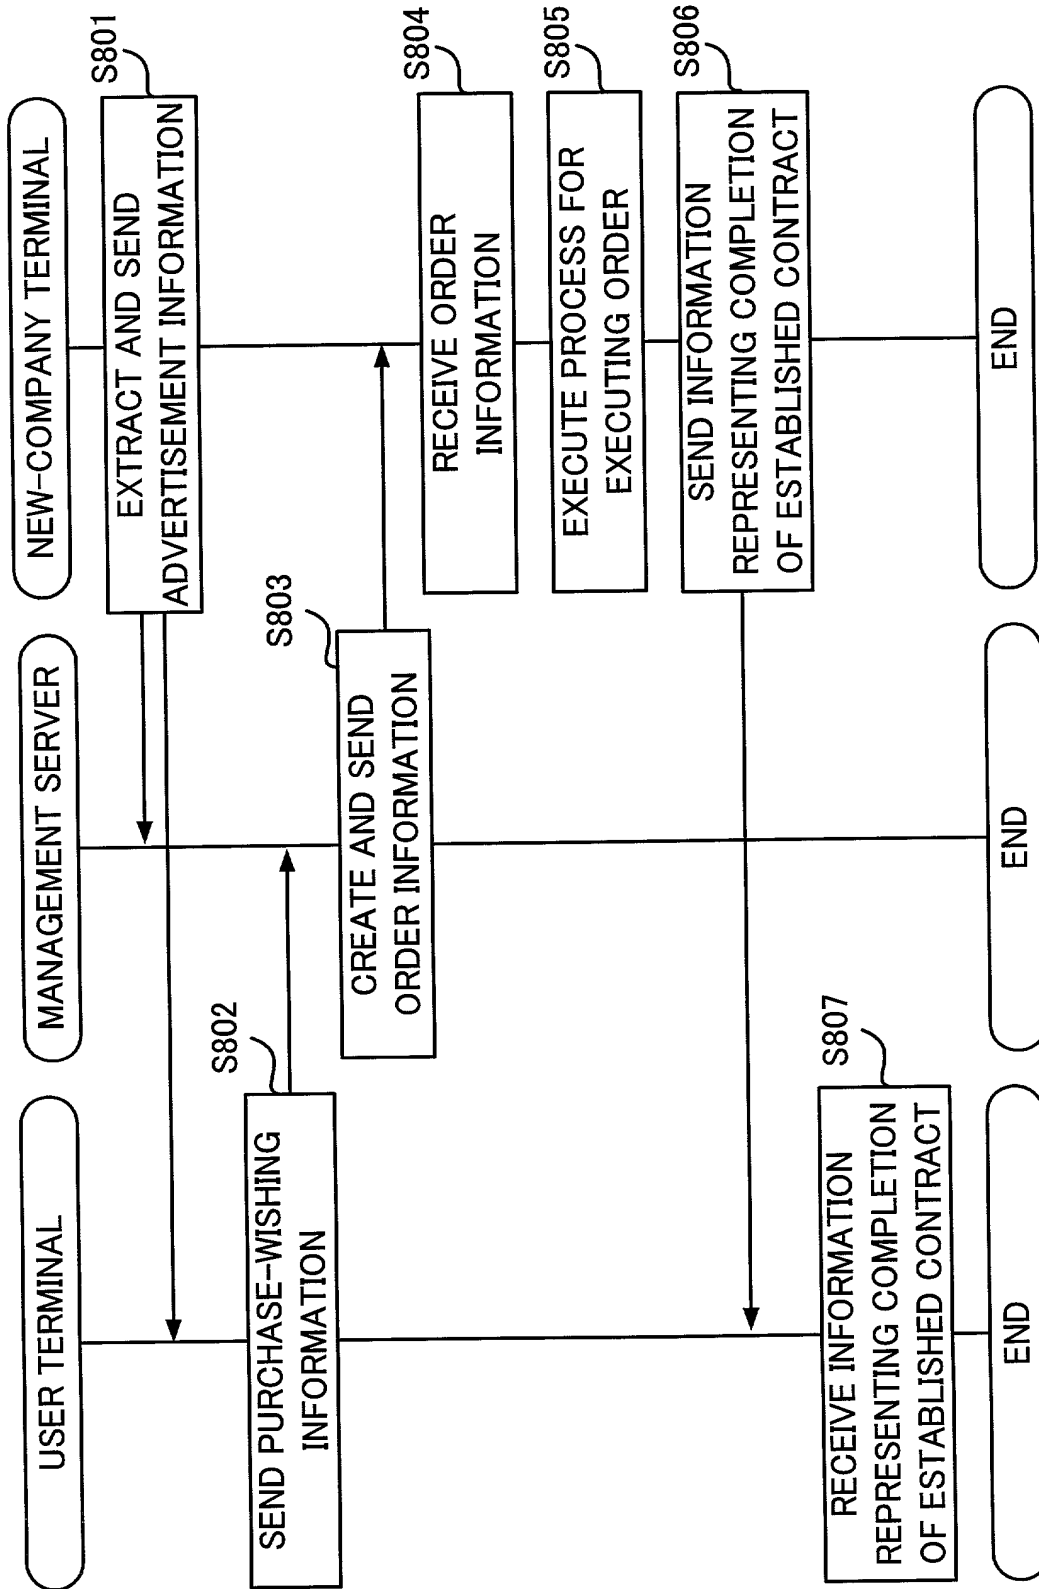 USER TERMINAL
MANAGEMENT SERVER
NEW-COMPANY TERMINAL
S801
EXTRACT AND SEND
ADVERTISEMENT INFORMATION
S802
SEND PURCHASE-WISHING
INFORMATION
S803
CREATE AND SEND
ORDER INFORMATION
S804
RECEIVE ORDER
INFORMATION
S805
EXECUTE PROCESS FOR
EXECUTING ORDER
S806
SEND INFORMATION
REPRESENTING COMPLETION
OF ESTABLISHED CONTRACT
S807
RECEIVE INFORMATION
REPRESENTING COMPLETION
OF ESTABLISHED CONTRACT
END
END
END